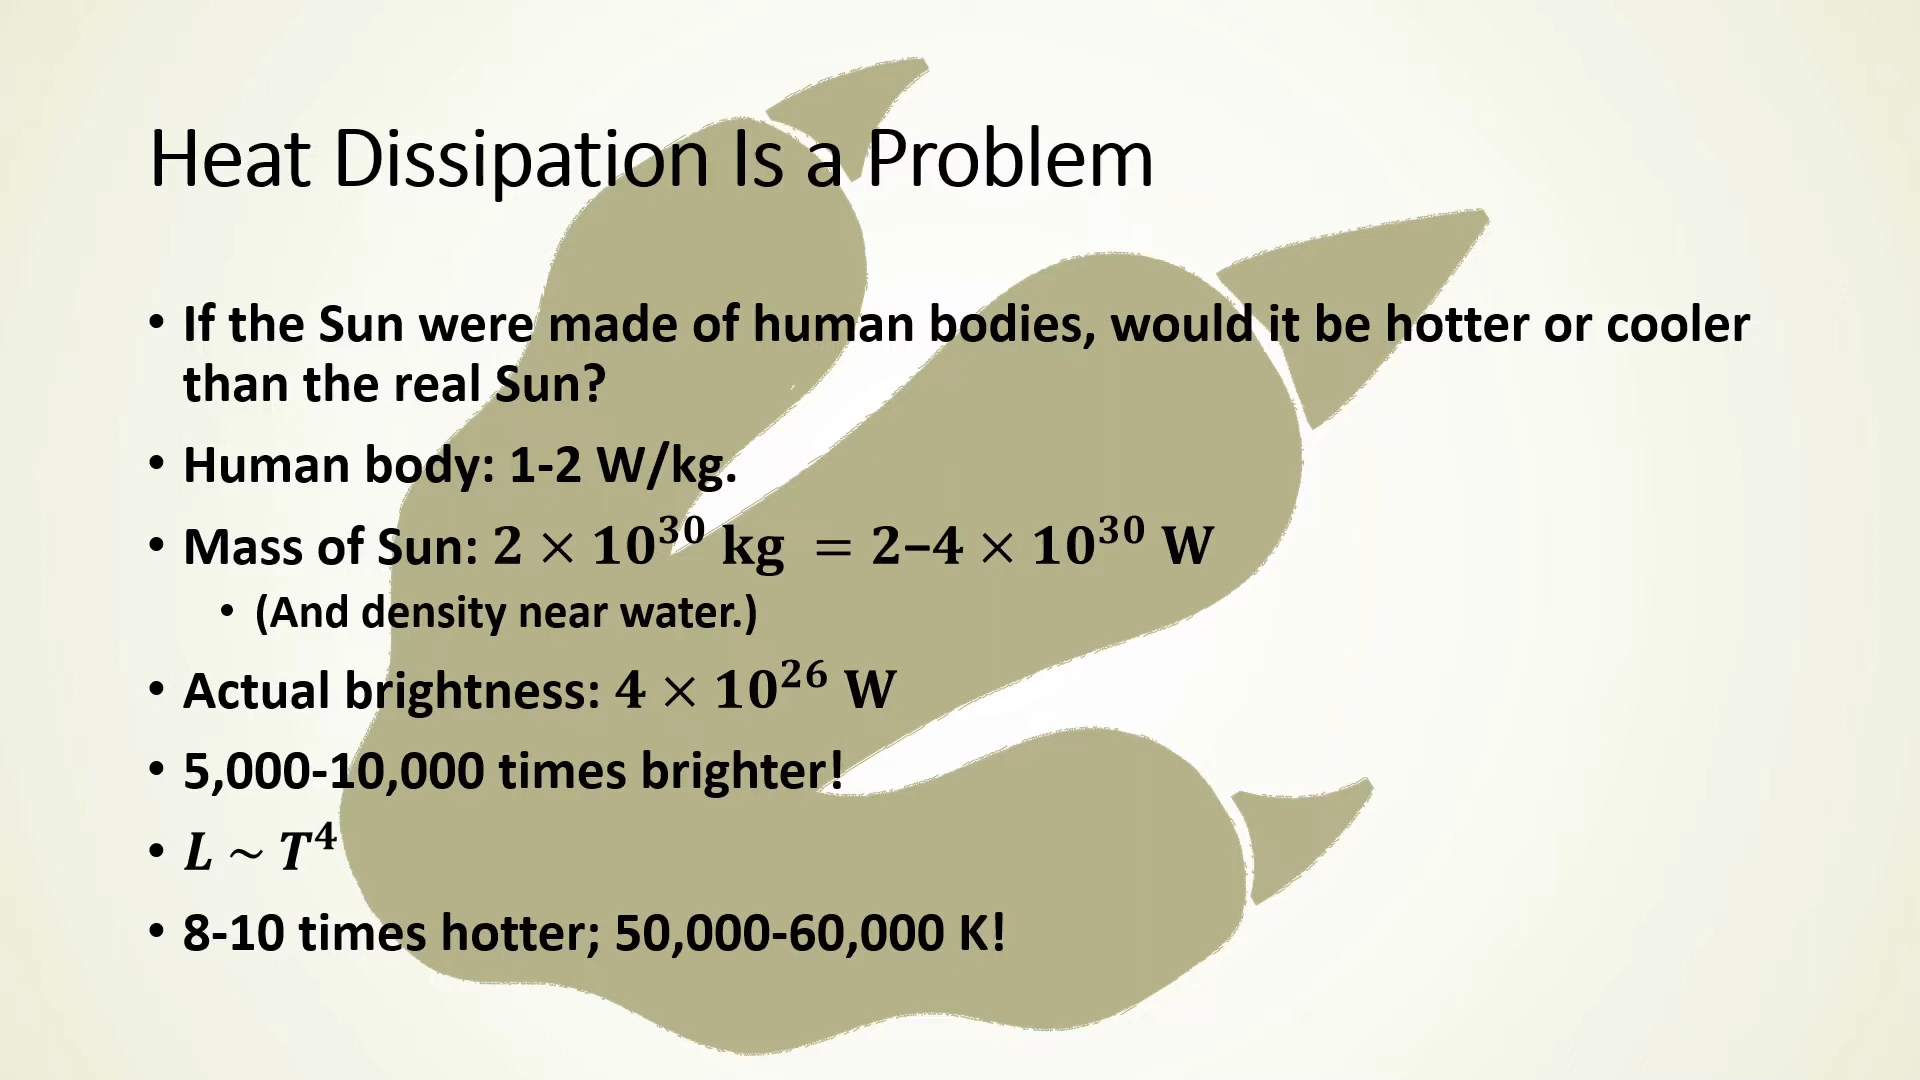 Heat Dissipation Is a Problem
• If the Sun were made of human bodies, would it be hotter or cooler
than the real Sun?
• Human body: 1-2 W/kg.
• Mass of Sun: 2 × 10³⁰ kg = 2–4 × 10³⁰ W
• (And density near water.)
• Actual brightness: 4 × 10²⁶ W
• 5,000-10,000 times brighter!
• L ~ T⁴
• 8-10 times hotter; 50,000-60,000 K!